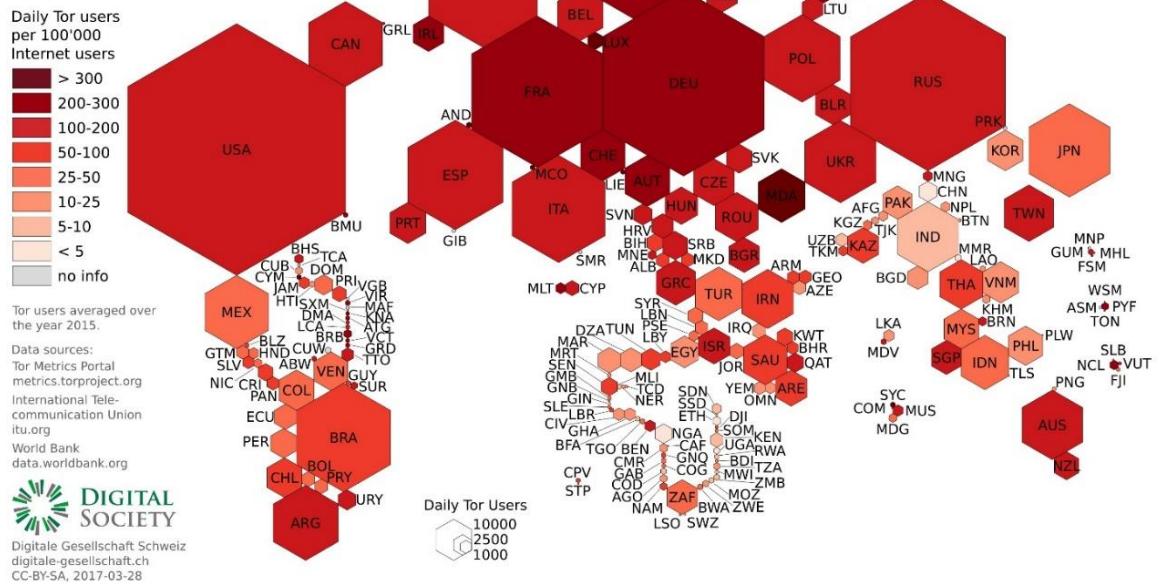 Daily Tor users
per 100'000
Internet users
> 300
200-300
100-200
50-100
25-50
10-25
5-10
< 5
no info
Tor users averaged over
the year 2015.
Data sources:
Tor Metrics Portal
metrics.torproject.org
International Tele-
communication Union
itu.org
World Bank
data.worldbank.org
DIGITAL
SOCIETY
Digitale Gesellschaft Schweiz
digitale-gesellschaft.ch
CC-BY-SA, 2017-03-28
CAN
GRL
IRL
USA
BMU
BHS
TCA
CUB
DOM
CYM
PRI
VGB
JAM
VIR
HTI
SXM
MAF
DMA
KNA
LCA
ATG
BRB
VCT
MEX
BLZ
CUW
GRD
GTM
HND
ABW
TTO
SLV
VEN
GUY
NIC
CRI
SUR
PAN
COL
ECU
BRA
PER
BOL
CHL
PRY
URY
ARG
BEL
LUX
LTU
FRA
DEU
POL
RUS
BLR
AND
ESP
MCO
CHE
LIE
AUT
CZE
SVK
UKR
MDA
ITA
PRT
GIB
SVN
HUN
ROU
HRV
BIH
SRB
MNE
MKD
BGR
ALB
SMR
GRC
MLT
CYP
TUR
IRN
ARM
GEO
AZE
SYR
LBN
PSE
LBY
IRQ
DZA
TUN
EGY
ISR
JOR
SAU
KWT
BHR
QAT
ARE
YEM
OMN
MAR
MRT
SEN
GMB
GNB
GIN
SLE
CIV
LBR
GHA
BFA
TGO
BEN
MLI
TCD
NER
NGA
CAF
GNQ
COG
CMR
GAB
COD
AGO
NAM
ZAF
LSO
SWZ
SDN
SSD
ETH
DJI
SOM
KEN
UGA
RWA
BDI
TZA
MWI
ZMB
MOZ
BWA
ZWE
CPV
STP
Daily Tor Users
10000
2500
1000
PRK
KOR
JPN
MNG
CHN
PAK
AFG
NPL
KGZ
TJK
BTN
UZB
TKM
KAZ
IND
TWN
BGD
MMR
LAO
THA
VNM
KHM
BRN
LKA
MDV
MYS
PHL
PLW
SGP
IDN
TLS
MNP
GUM
MHL
FSM
WSM
ASM
PYF
TON
SLB
NCL
VUT
FJI
PNG
SYC
COM
MUS
MDG
AUS
NZL